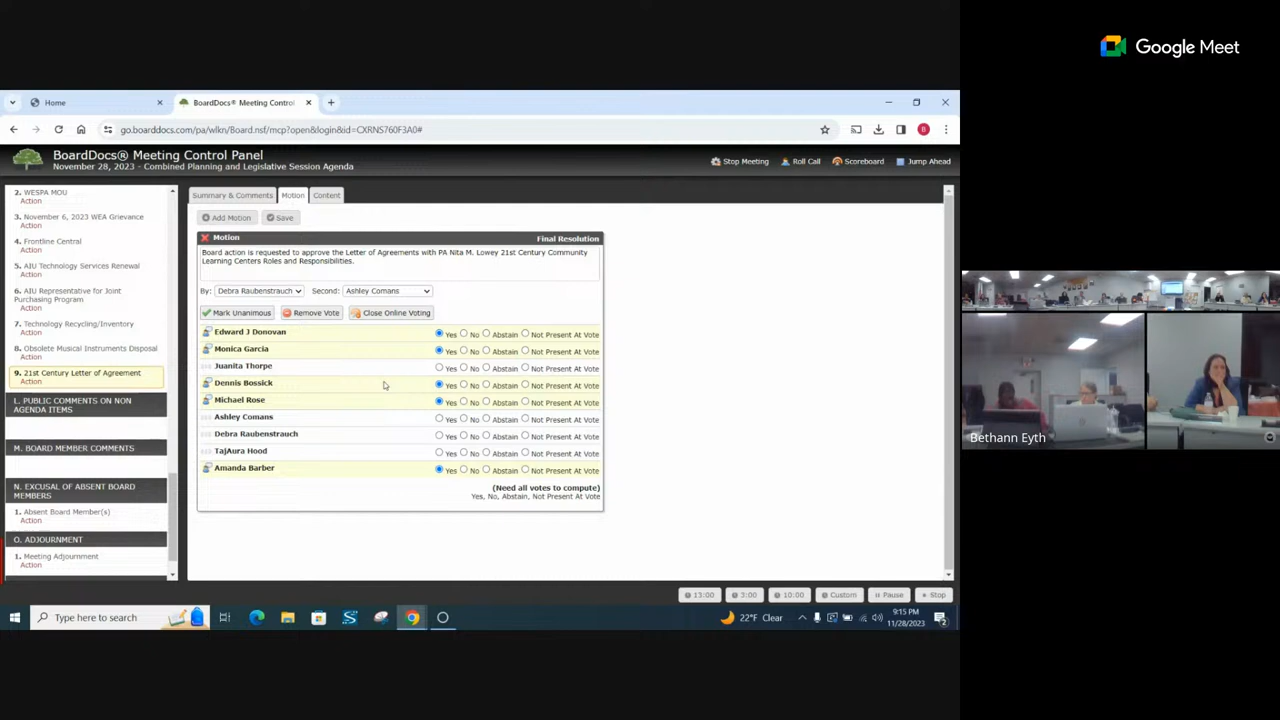 Google Meet
Home
BoardDocs® Meeting Control
go.boarddocs.com/pa/wlkn/Board.nsf/mcp?open&login&id=CXRNS760F3A0#
B
BoardDocs® Meeting Control Panel
November 28, 2023 - Combined Planning and Legislative Session Agenda
Stop Meeting Roll Call Scoreboard Jump Ahead
2. WESPA MOU
Action
3. November 6, 2023 WEA Grievance
Action
4. Frontline Central
Action
5. AIU Technology Services Renewal
Action
6. AIU Representative for Joint
Purchasing Program
Action
7. Technology Recycling/Inventory
Action
8. Obsolete Musical Instruments Disposal
Action
9. 21st Century Letter of Agreement
Action
L. PUBLIC COMMENTS ON NON
AGENDA ITEMS
M. BOARD MEMBER COMMENTS
N. EXCUSAL OF ABSENT BOARD
MEMBERS
1. Absent Board Member(s)
Action
O. ADJOURNMENT
1. Meeting Adjournment
Action
Summary & Comments Motion Content
Add Motion Save
Motion Final Resolution
Board action is requested to approve the Letter of Agreements with PA Nita M. Lowey 21st Century Community
Learning Centers Roles and Responsibilities.
By: Debra Raubenstrauch Second: Ashley Comans
Mark Unanimous Remove Vote Close Online Voting
Edward J Donovan Yes No Abstain Not Present At Vote
Monica Garcia Yes No Abstain Not Present At Vote
Juanita Thorpe Yes No Abstain Not Present At Vote
Dennis Bossick Yes No Abstain Not Present At Vote
Michael Rose Yes No Abstain Not Present At Vote
Ashley Comans Yes No Abstain Not Present At Vote
Debra Raubenstrauch Yes No Abstain Not Present At Vote
TajAura Hood Yes No Abstain Not Present At Vote
Amanda Barber Yes No Abstain Not Present At Vote
(Need all votes to compute)
Yes, No, Abstain, Not Present At Vote
13:00 3:00 10:00 Custom Pause Stop
Type here to search
22°F Clear
9:15 PM
11/28/2023
2
Bethann Eyth